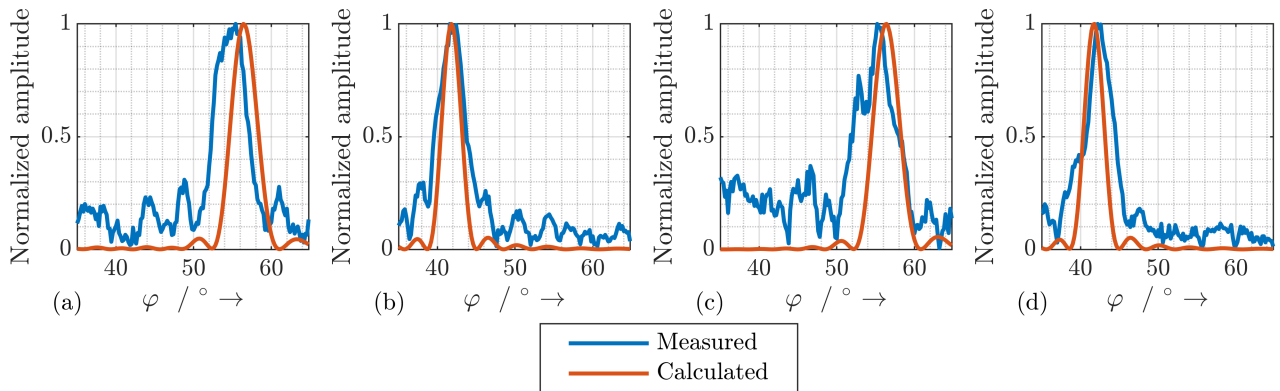 Normalized amplitude
1
0.5
0
40 50 60
(a) φ / ° →
Normalized amplitude
1
0.5
0
40 50 60
(b) φ / ° →
Normalized amplitude
1
0.5
0
40 50 60
(c) φ / ° →
Normalized amplitude
1
0.5
0
40 50 60
(d) φ / ° →
Measured
Calculated